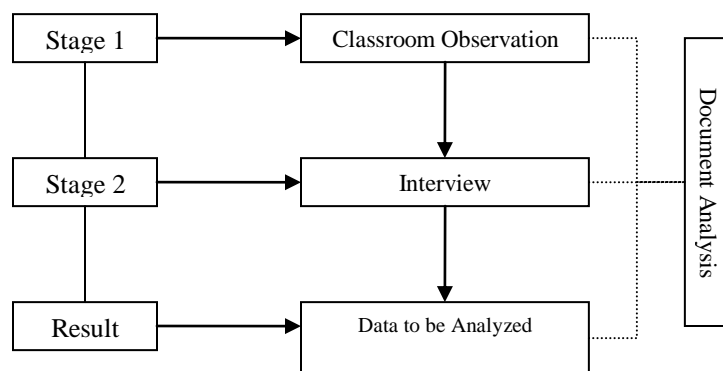 Stage 1
Classroom Observation
Document Analysis
Stage 2
Interview
Result
Data to be Analyzed